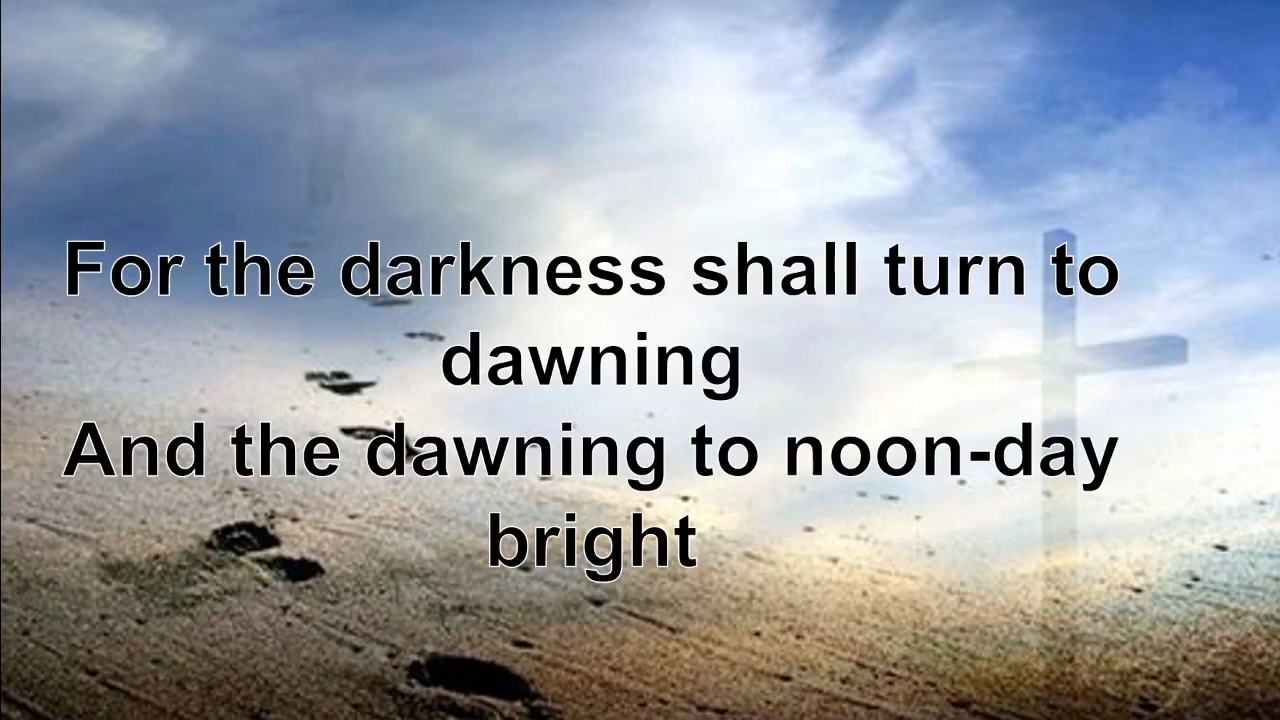 For the darkness shall turn to
dawning
And the dawning to noon-day
bright